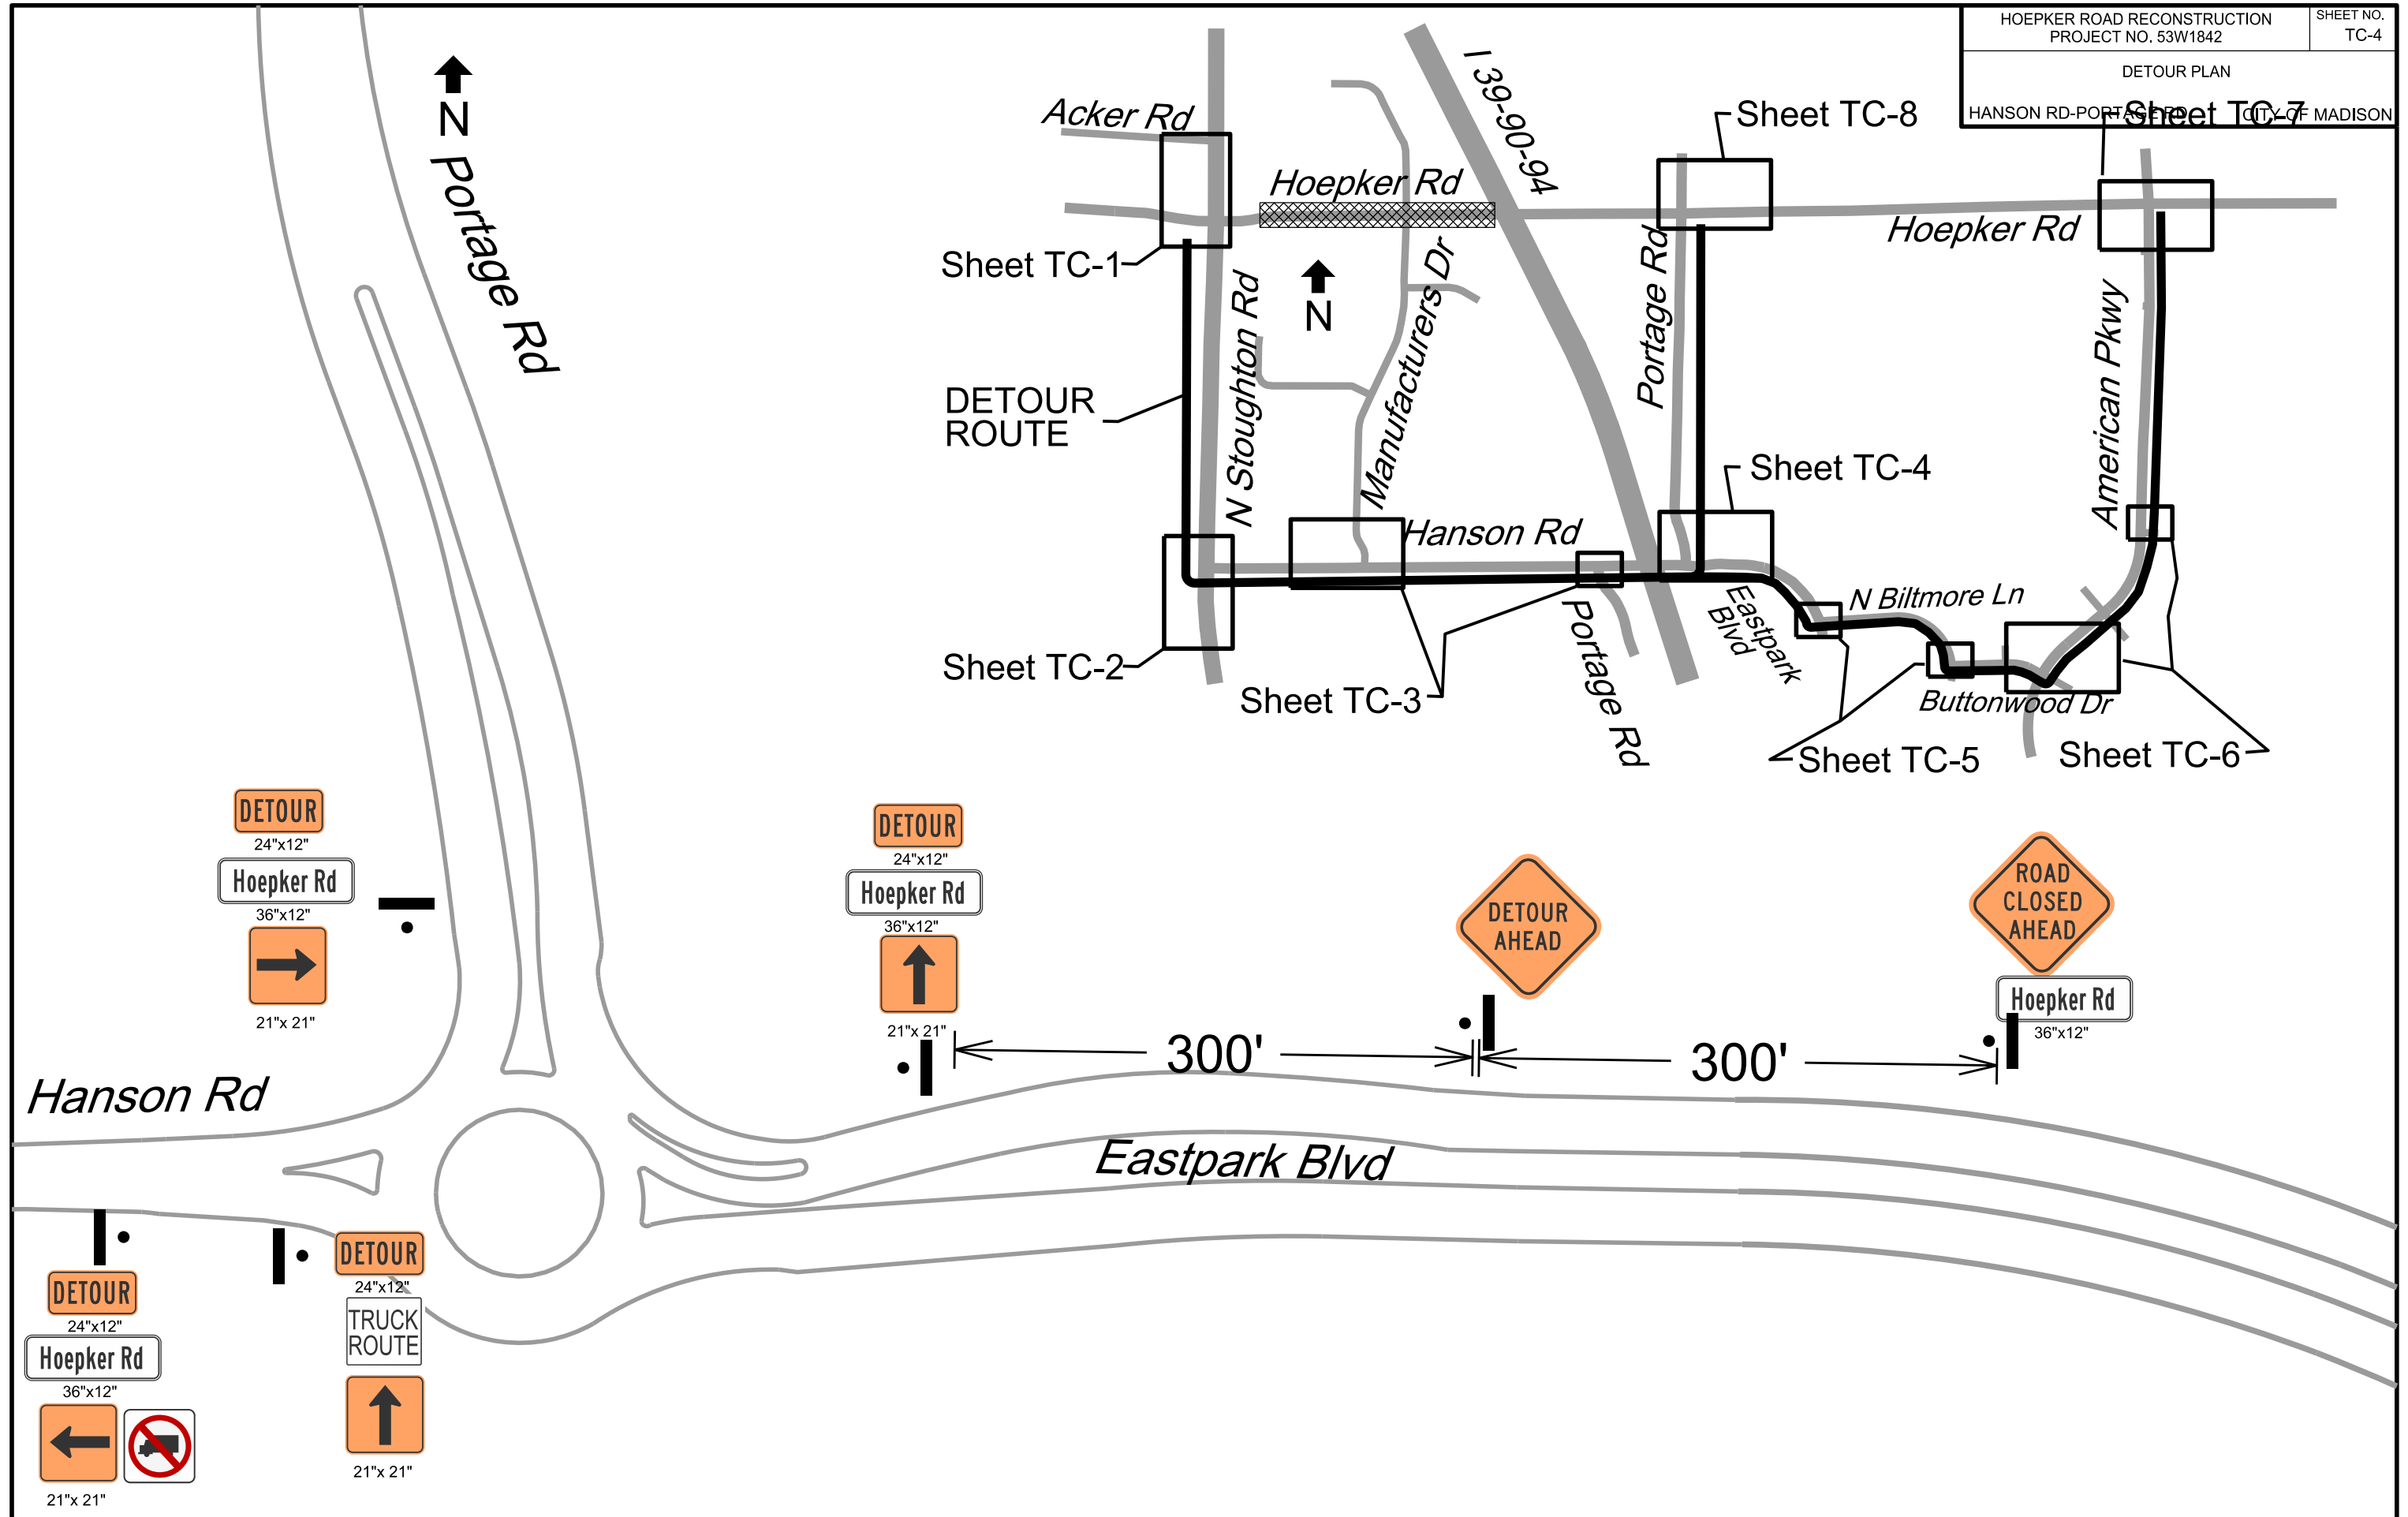 HOEPKER ROAD RECONSTRUCTION
PROJECT NO. 53W1842
SHEET NO.
TC-4
DETOUR PLAN
HANSON RD-PORTAGE RD
CITY OF MADISON
N
Portage Rd
Acker Rd
Hoepker Rd
I 39-90-94
Sheet TC-8
Sheet TC-7
Hoepker Rd
Sheet TC-1
N
N Stoughton Rd
Manufacturers Dr
Portage Rd
American Pkwy
DETOUR
ROUTE
Sheet TC-4
Hanson Rd
Eastpark
Blvd
N Biltmore Ln
Sheet TC-2
Sheet TC-3
Portage Rd
Buttonwood Dr
Sheet TC-5
Sheet TC-6
DETOUR
24"x12"
Hoepker Rd
36"x12"
21"x 21"
DETOUR
24"x12"
Hoepker Rd
36"x12"
21"x 21"
DETOUR
AHEAD
ROAD
CLOSED
AHEAD
Hoepker Rd
36"x12"
300'
300'
Hanson Rd
Eastpark Blvd
DETOUR
24"x12"
Hoepker Rd
36"x12"
21"x 21"
DETOUR
24"x12"
TRUCK
ROUTE
21"x 21"